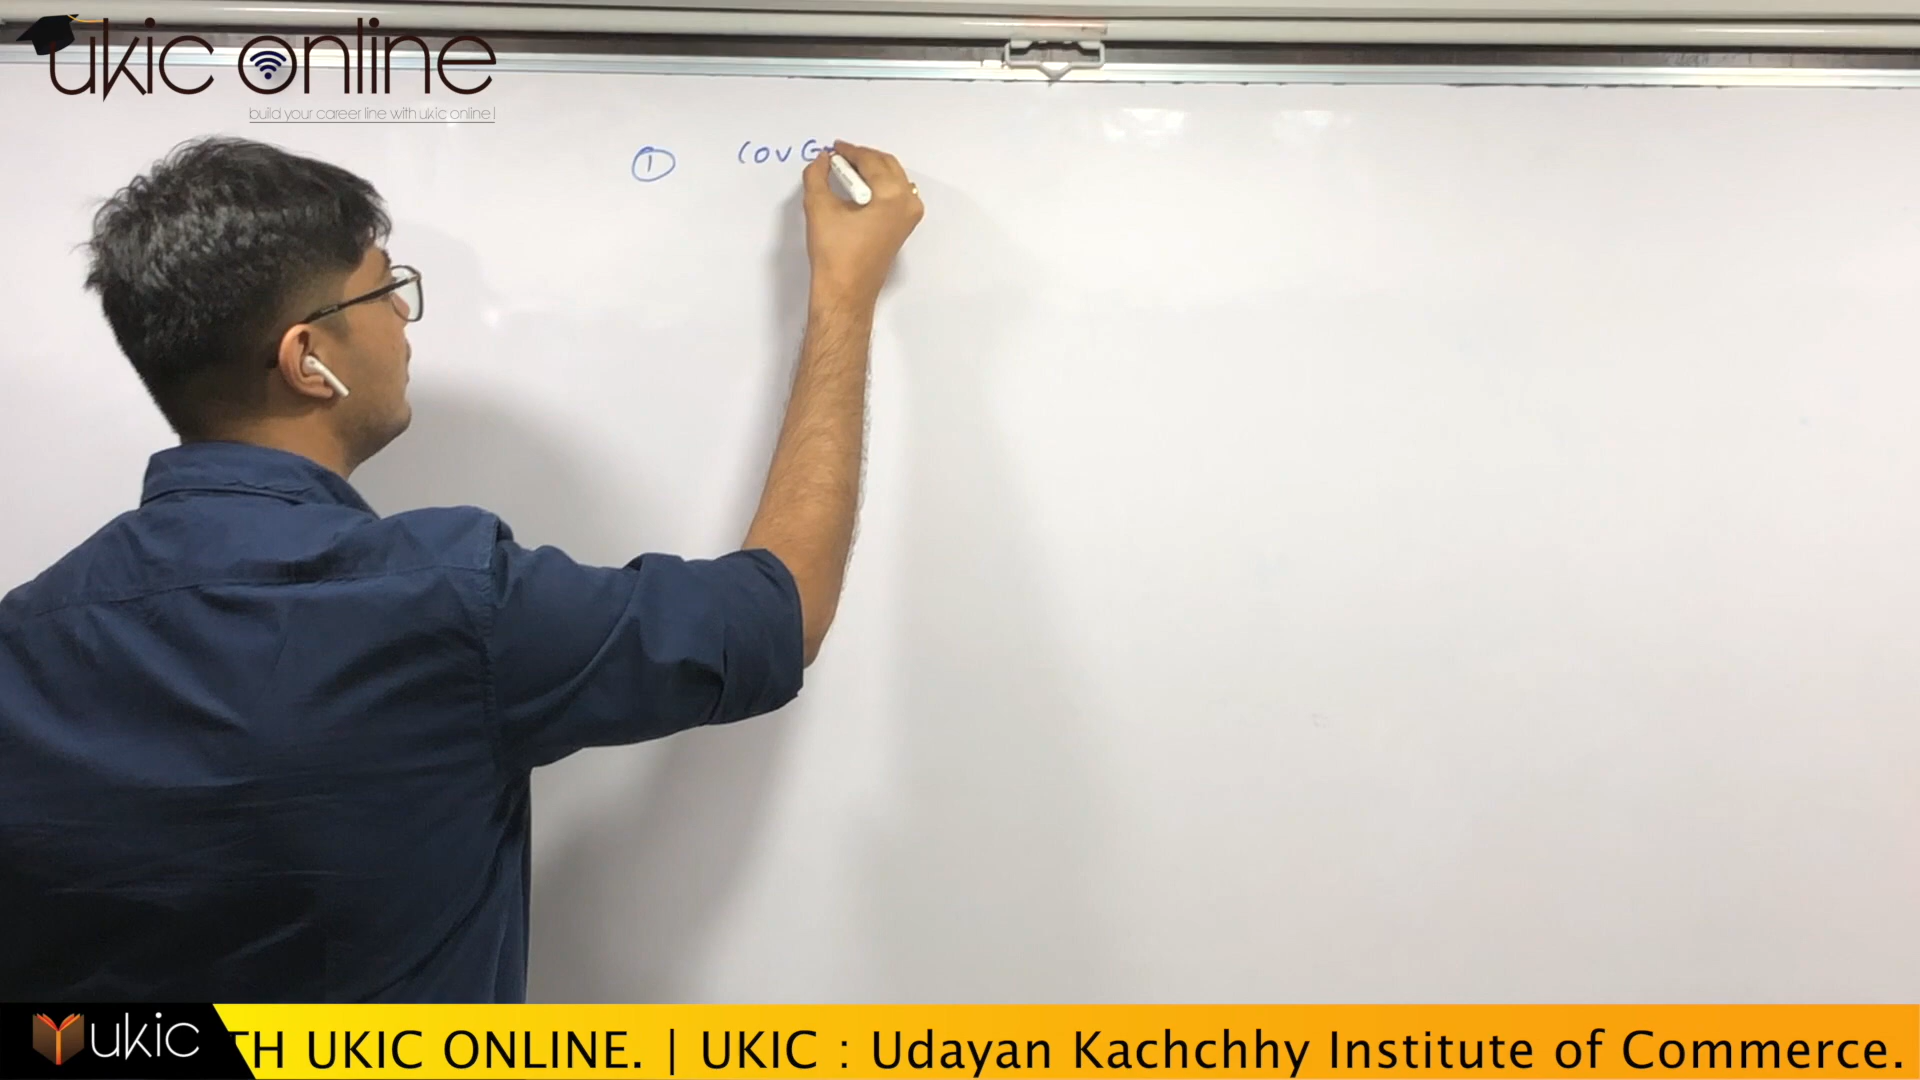 ukic online
build your career line with ukic online!
① Cov
ukic
TH UKIC ONLINE. | UKIC : Udayan Kachchhy Institute of Commerce.